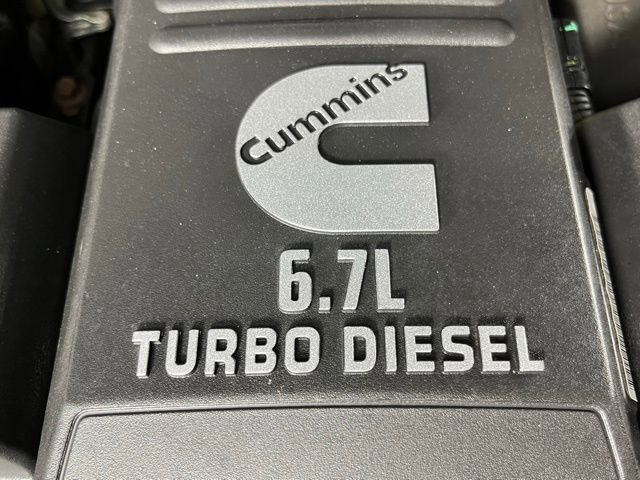 Cummins
6.7L
TURBO DIESEL